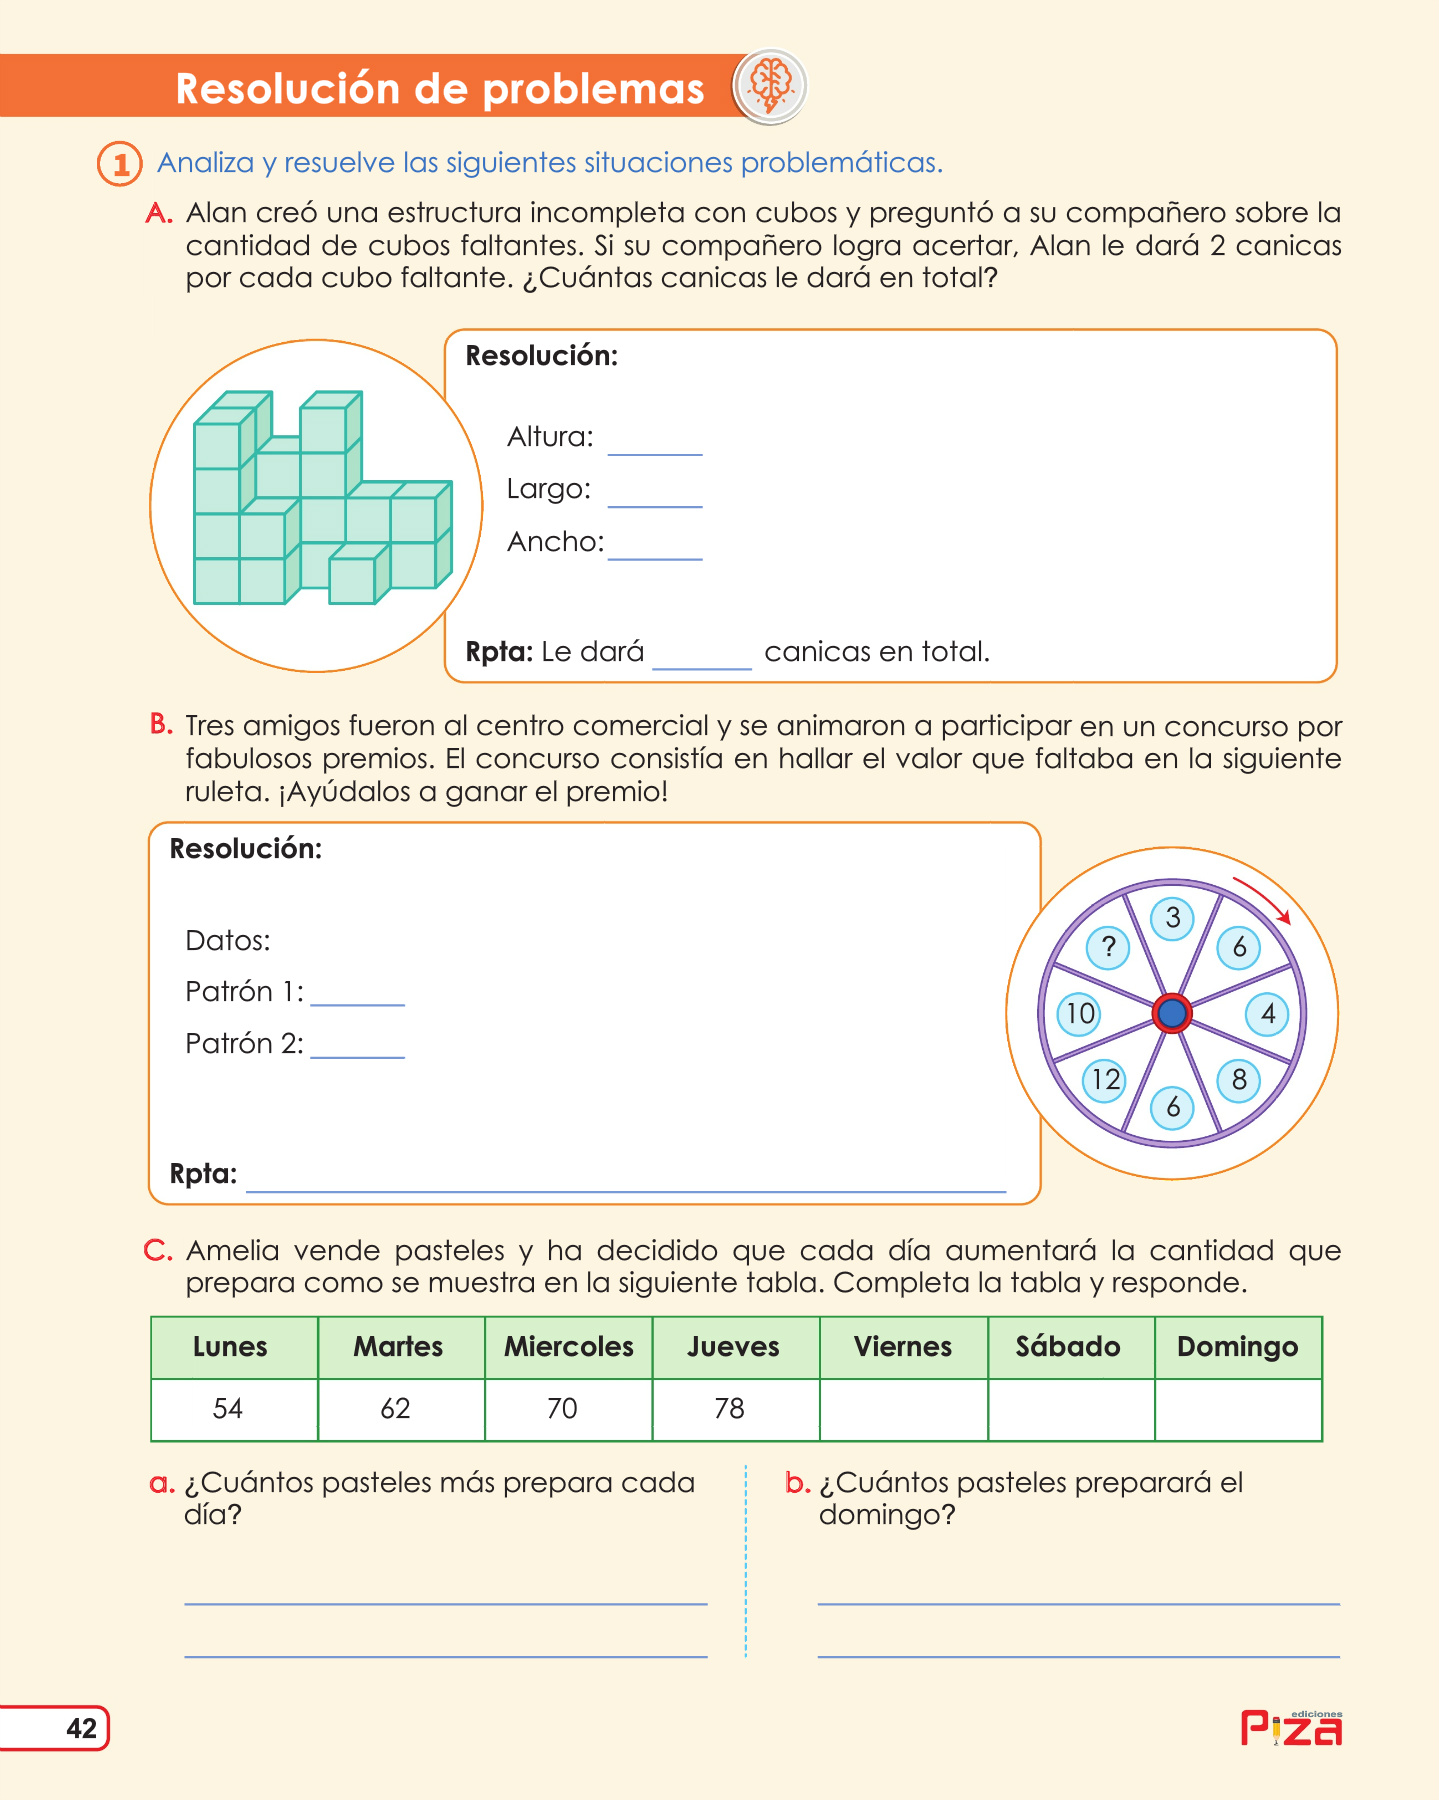 Resolución de problemas
1 Analiza y resuelve las siguientes situaciones problemáticas.
A. Alan creó una estructura incompleta con cubos y preguntó a su compañero sobre la
cantidad de cubos faltantes. Si su compañero logra acertar, Alan le dará 2 canicas
por cada cubo faltante. ¿Cuántas canicas le dará en total?
Resolución:
Altura:
Largo:
Ancho:
Rpta: Le dará canicas en total.
B. Tres amigos fueron al centro comercial y se animaron a participar en un concurso por
fabulosos premios. El concurso consistía en hallar el valor que faltaba en la siguiente
ruleta. ¡Ayúdalos a ganar el premio!
Resolución:
Datos:
Patrón 1:
Patrón 2:
Rpta:
3
6
4
8
6
12
10
?
C. Amelia vende pasteles y ha decidido que cada día aumentará la cantidad que
prepara como se muestra en la siguiente tabla. Completa la tabla y responde.
Lunes Martes Miercoles Jueves Viernes Sábado Domingo
54 62 70 78
a. ¿Cuántos pasteles más prepara cada
día?
b. ¿Cuántos pasteles preparará el
domingo?
42
ediciones
Piza